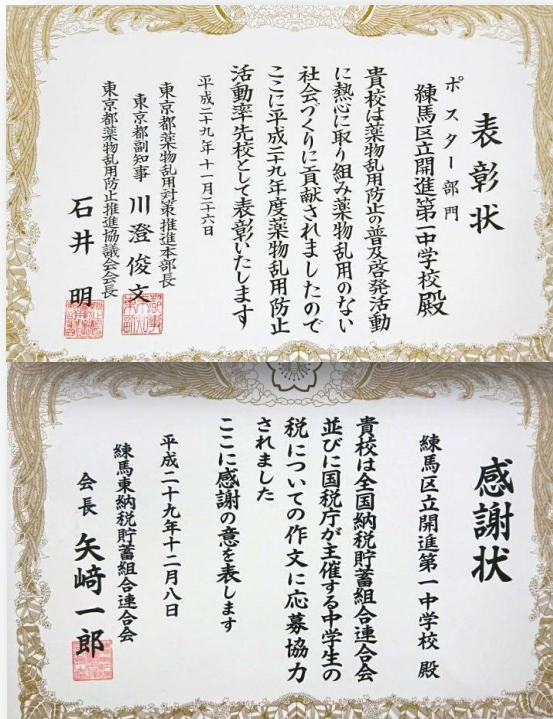 表彰状
ポスター部門
練馬区立開進第一中学校殿
貴校は薬物乱用防止の普及啓発活動
に熱心に取り組み薬物乱用のない
社会づくりに貢献されましたので
ここに平成二十九年度薬物乱用防止
活動率先校として表彰いたします
平成二十九年十一月二十六日
東京都薬物乱用対策推進本部長
東京都副知事 川澄俊文
東京都薬物乱用防止推進協議会会長
石井 明
感謝状
練馬区立開進第一中学校 殿
貴校は全国納税貯蓄組合連合会
並びに国税庁が主催する中学生の
税についての作文に応募協力
されました
ここに感謝の意を表します
平成二十九年十二月八日
練馬東納税貯蓄組合連合会
会長 矢﨑一郎